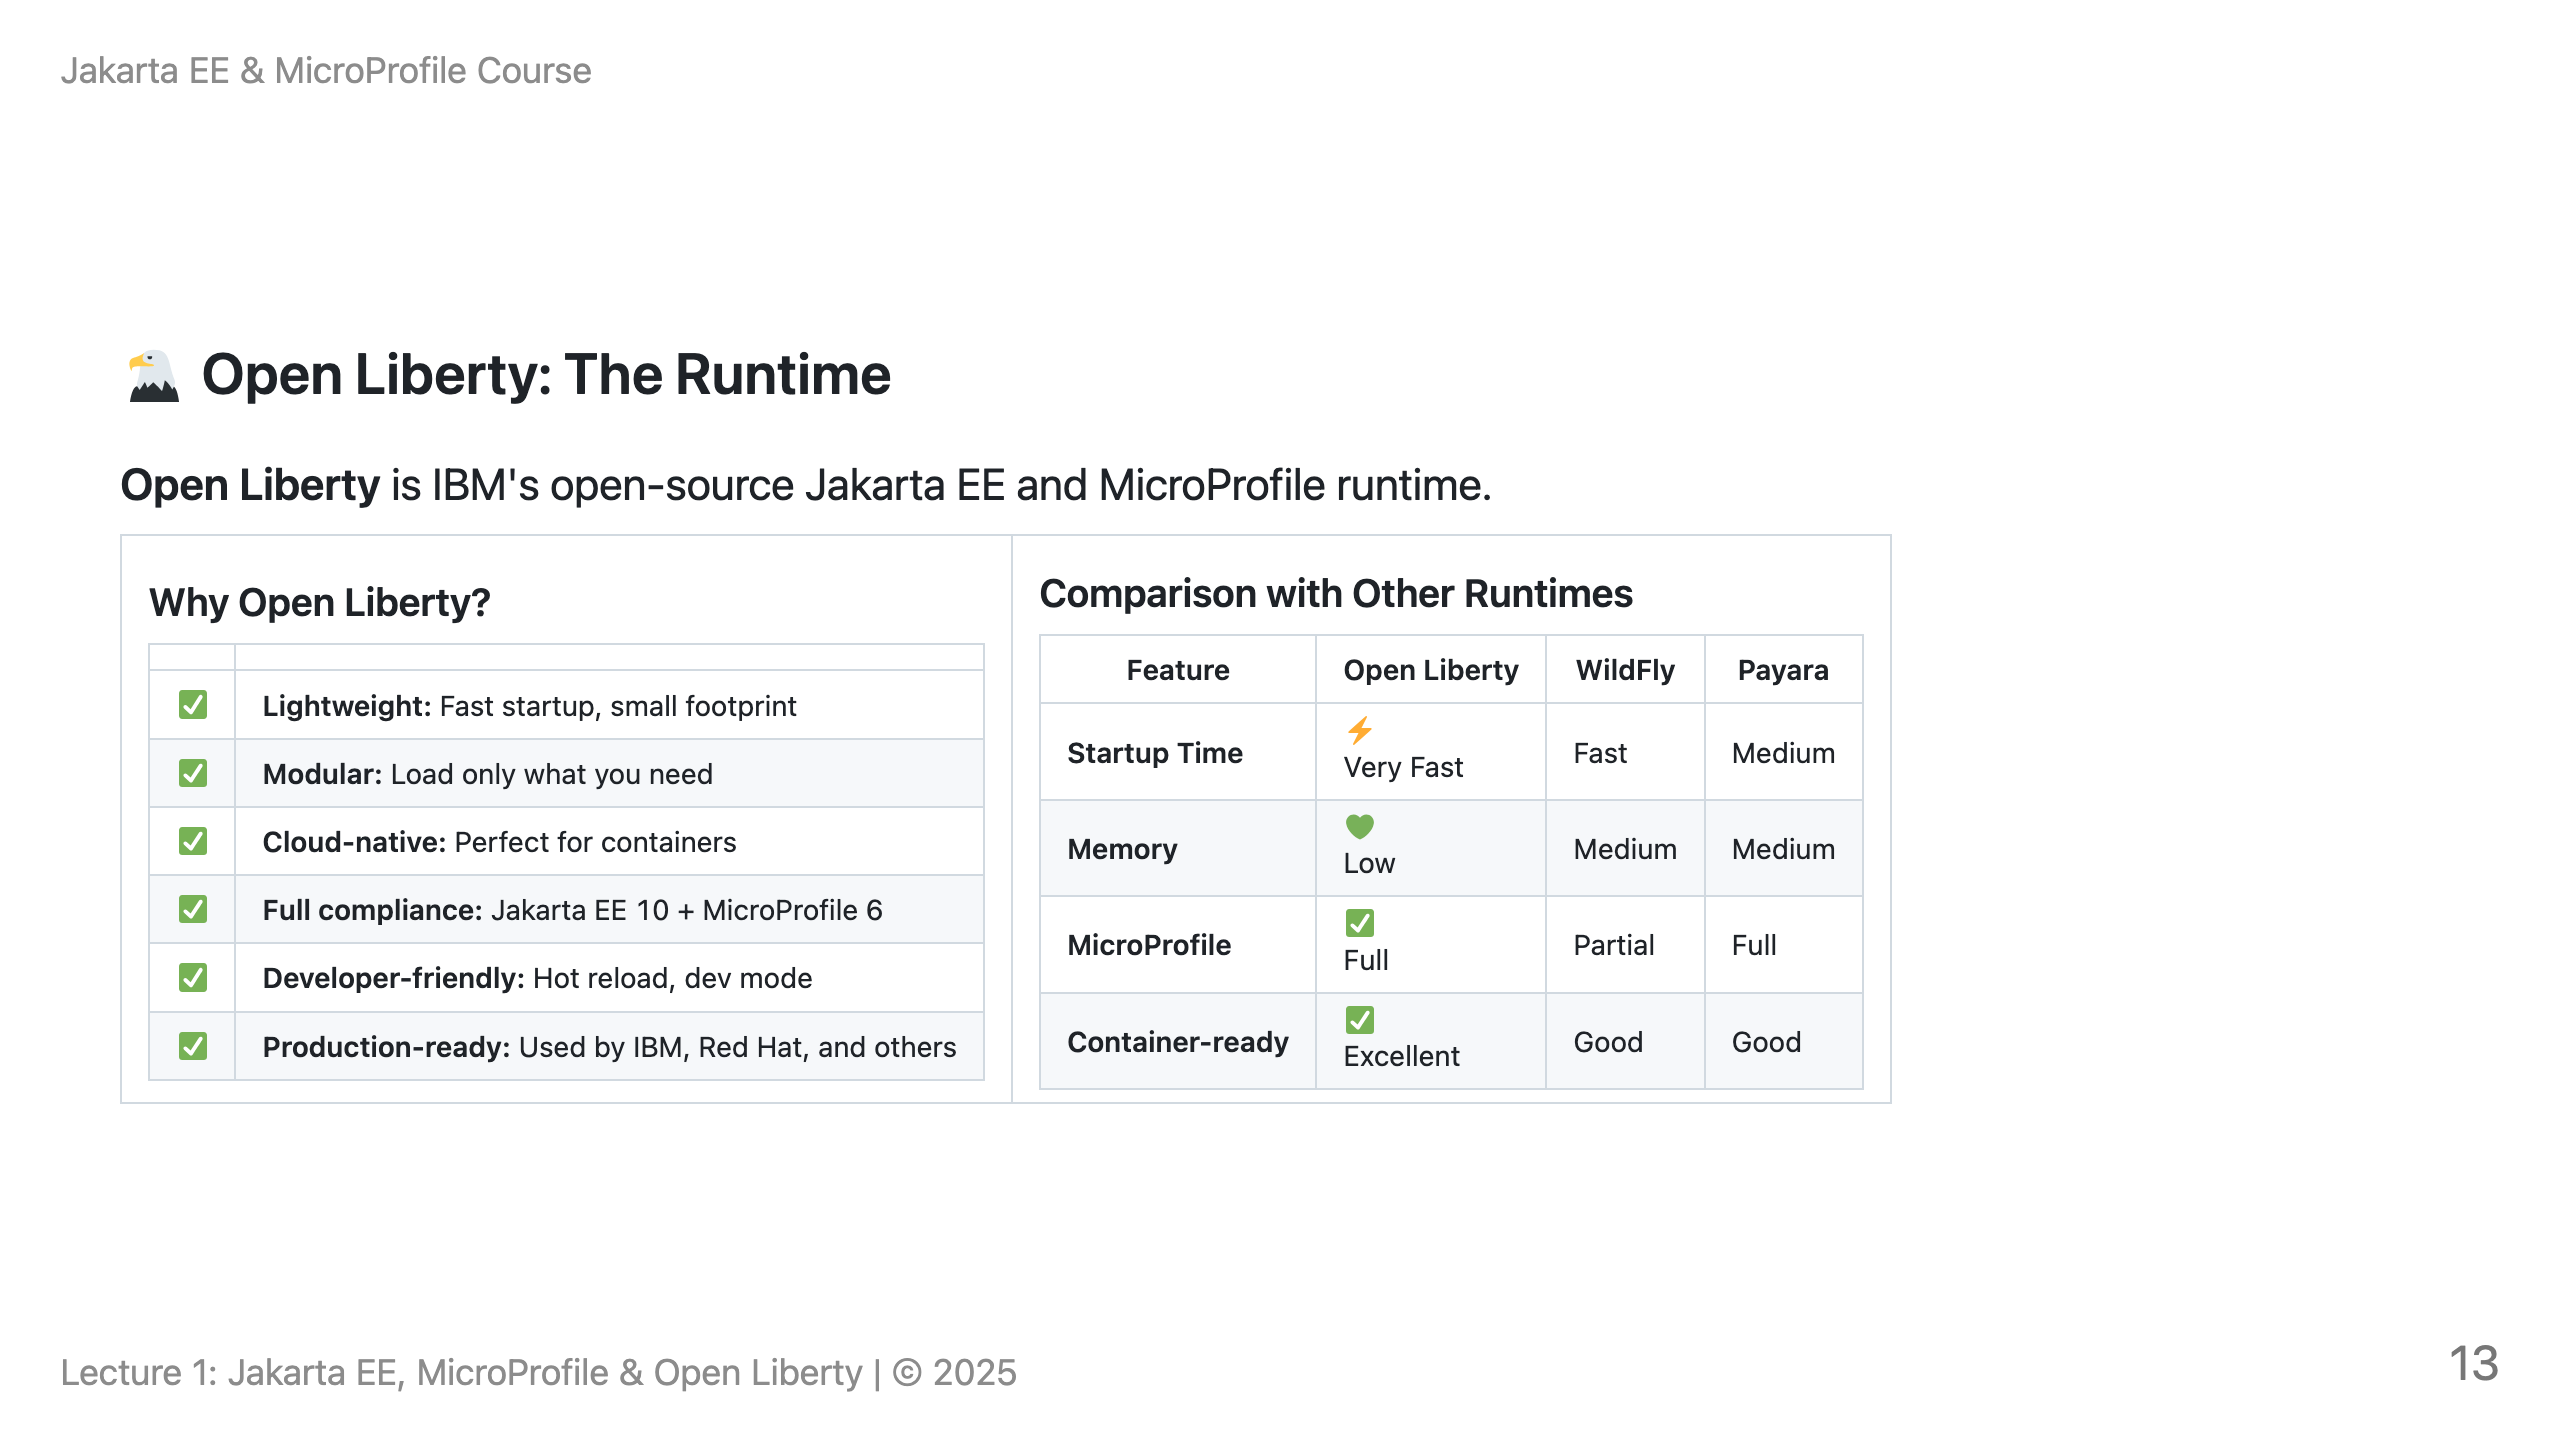 Jakarta EE & MicroProfile Course
Open Liberty: The Runtime
Open Liberty is IBM's open-source Jakarta EE and MicroProfile runtime.
Why Open Liberty?
Lightweight: Fast startup, small footprint
Modular: Load only what you need
Cloud-native: Perfect for containers
Full compliance: Jakarta EE 10 + MicroProfile 6
Developer-friendly: Hot reload, dev mode
Production-ready: Used by IBM, Red Hat, and others
Comparison with Other Runtimes
Feature Open Liberty WildFly Payara
Startup Time Very Fast Fast Medium
Memory Low Medium Medium
MicroProfile Full Partial Full
Container-ready Excellent Good Good
Lecture 1: Jakarta EE, MicroProfile & Open Liberty | © 2025
13